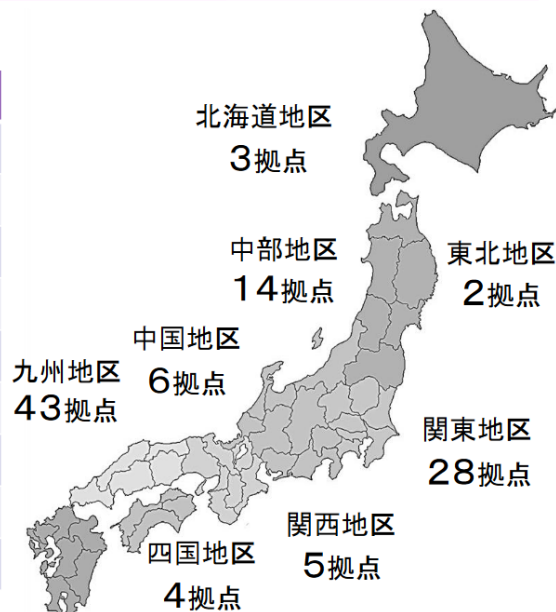 北海道地区
3拠点
中部地区
14拠点
東北地区
2拠点
中国地区
6拠点
九州地区
43拠点
関東地区
28拠点
関西地区
5拠点
四国地区
4拠点